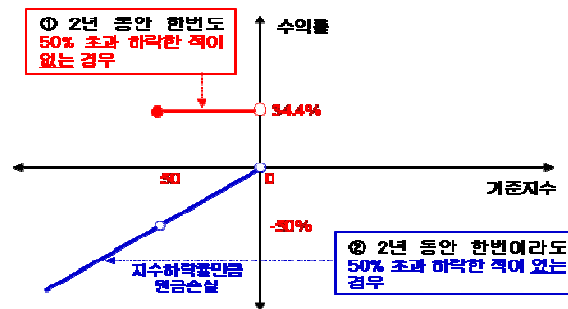 ① 2년 동안 한번도
50% 초과 하락한 적이
없는 경우
수익률
34.4%
-50
0
기준지수
-50%
② 2년 동안 한번이라도
50% 초과 하락한 적이 있는
경우
지수하락률만큼
원금손실